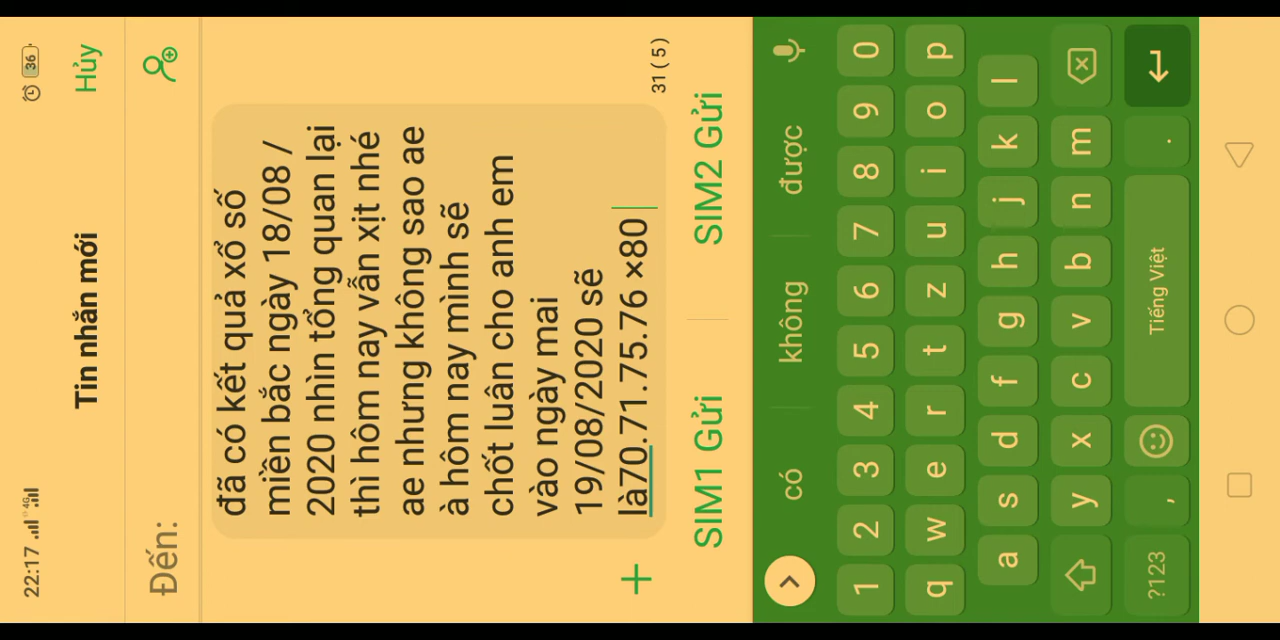 22:17 4G 36
Tin nhắn mới Hủy
Đến:
đã có kết quả xổ số
miền bắc ngày 18/08 /
2020 nhìn tổng quan lại
thì hôm nay vẫn xịt nhé
ae nhưng không sao ae
à hôm nay mình sẽ
chốt luân cho anh em
vào ngày mai
19/08/2020 sẽ
là70.71.75.76 ×80
31 ( 5 )
SIM1 Gửi SIM2 Gửi
có không được
1 2 3 4 5 6 7 8 9 0
q w e r t z u i o p
a s d f g h j k l
y x c v b n m
?123 , Tiếng Việt .